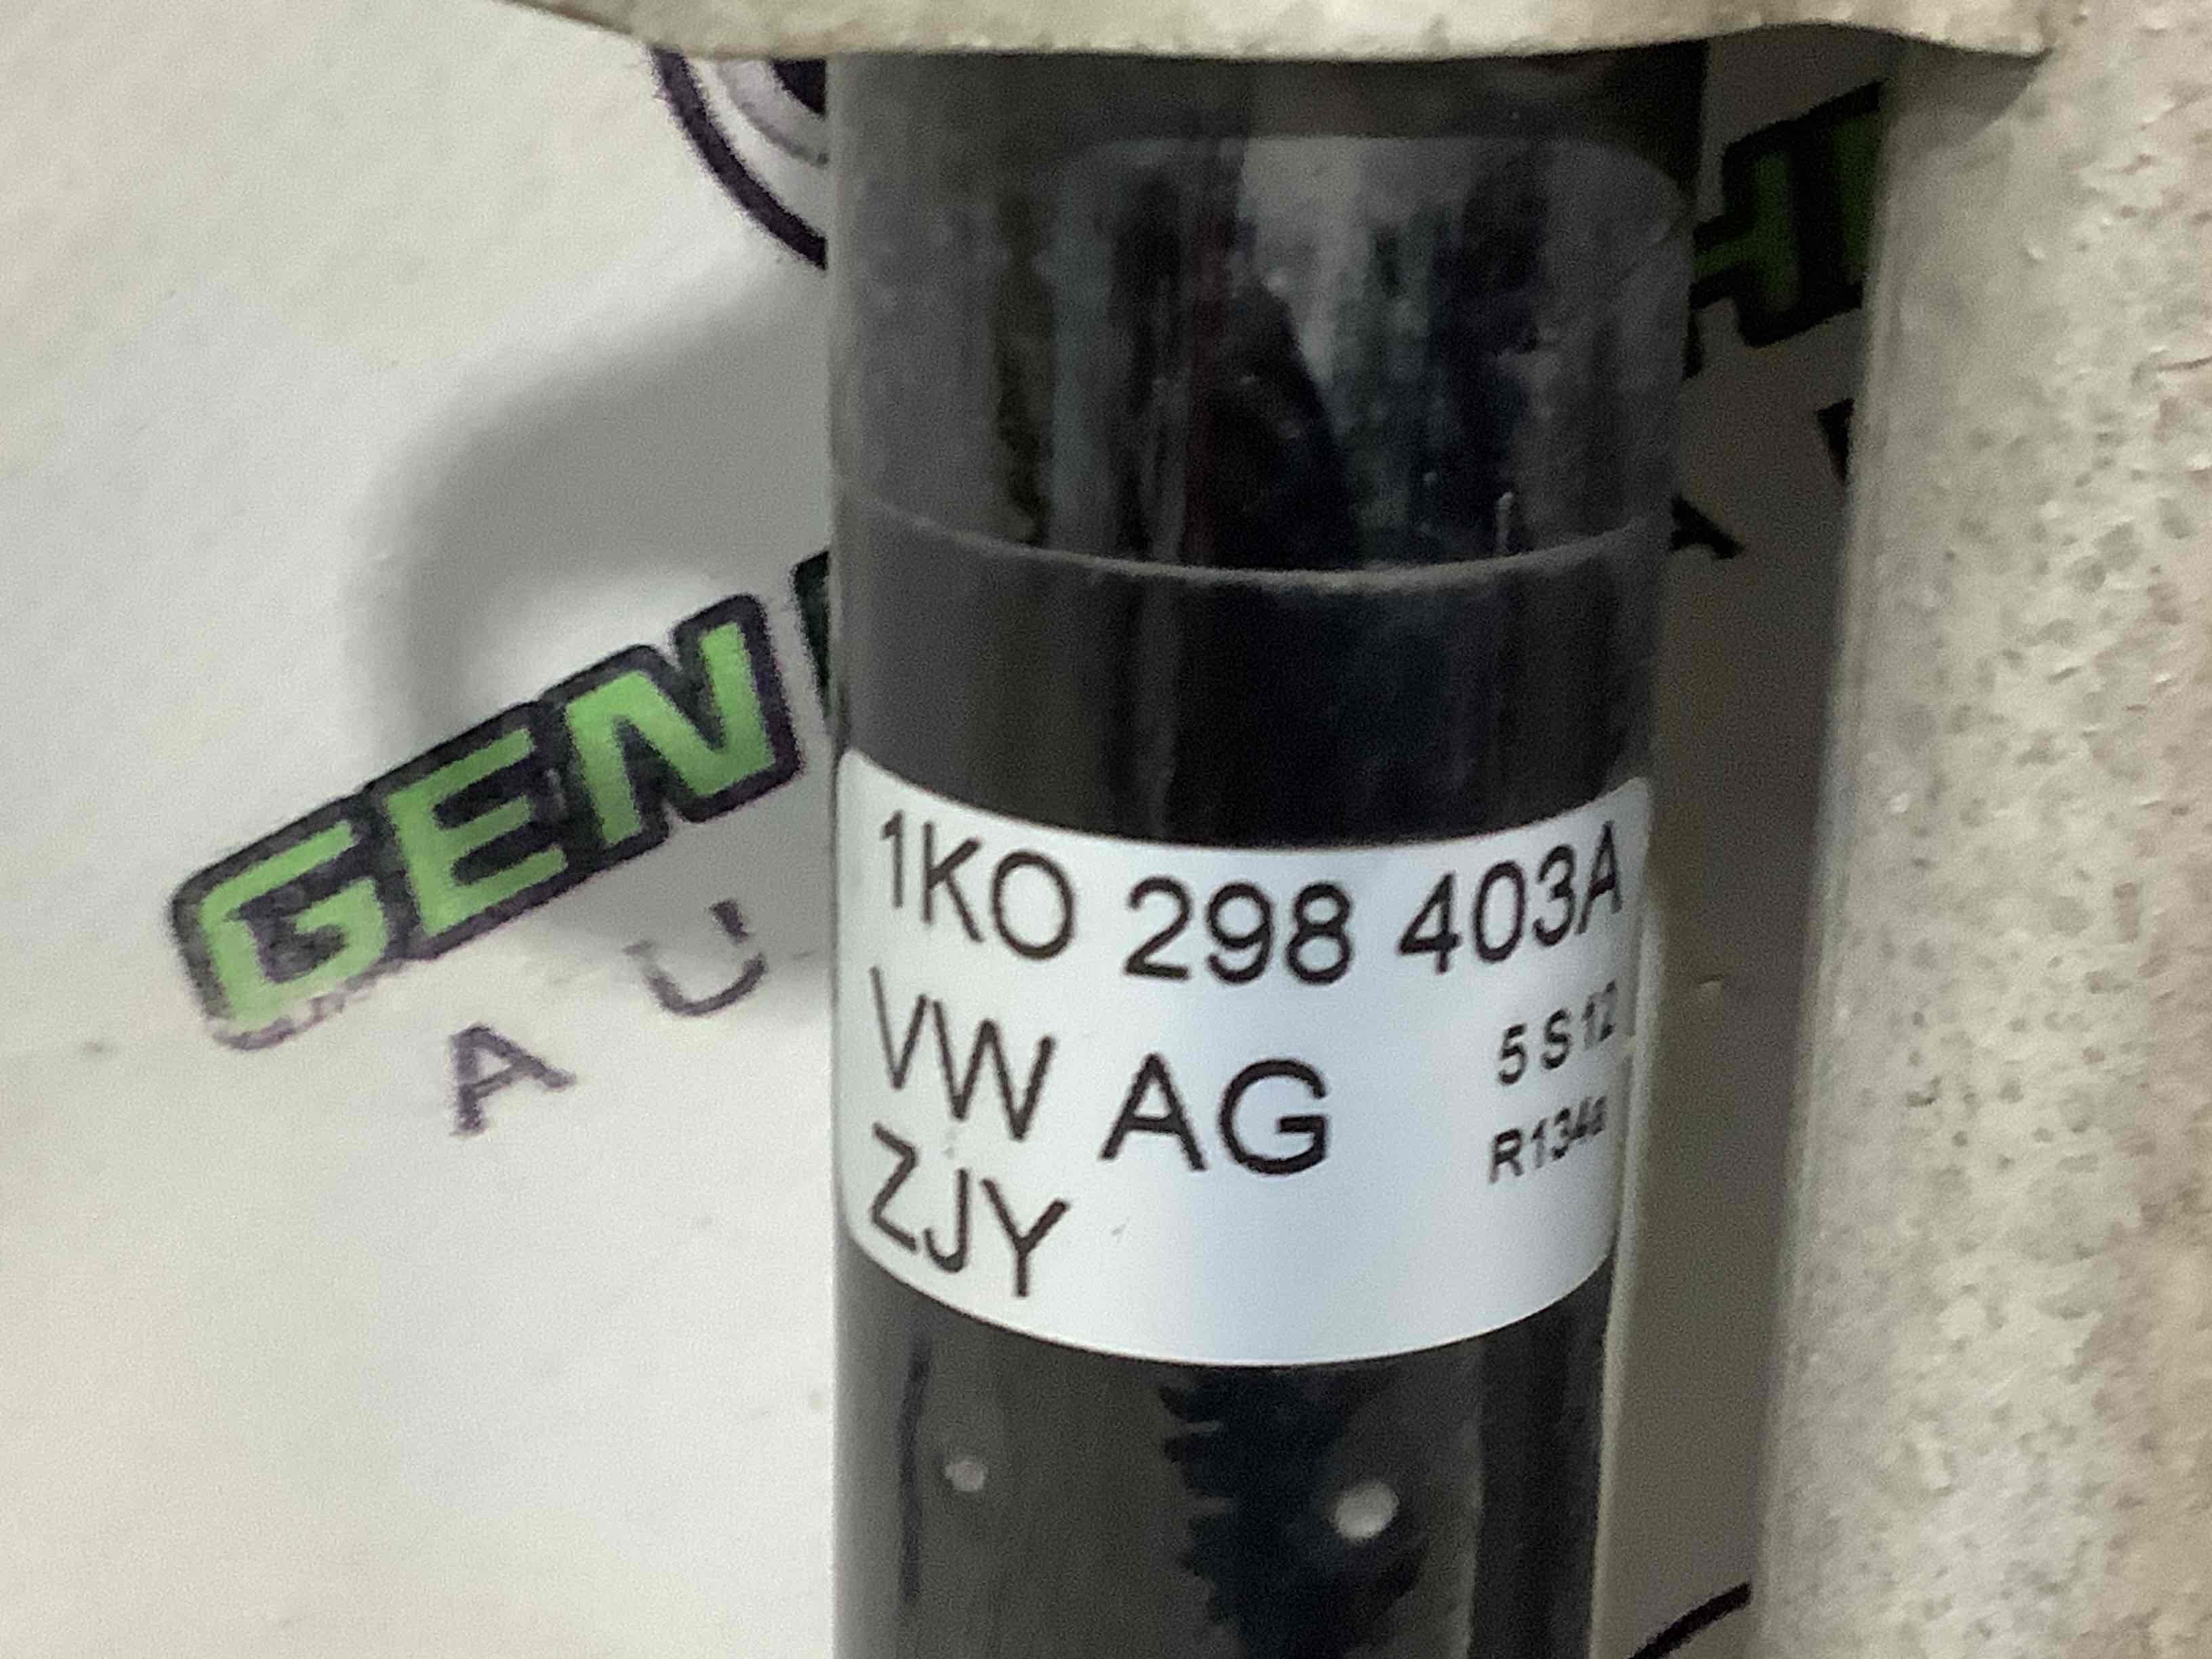 1KO 298 403A
VW AG
5 S 12
R134a
ZJY
GEN
A U
A